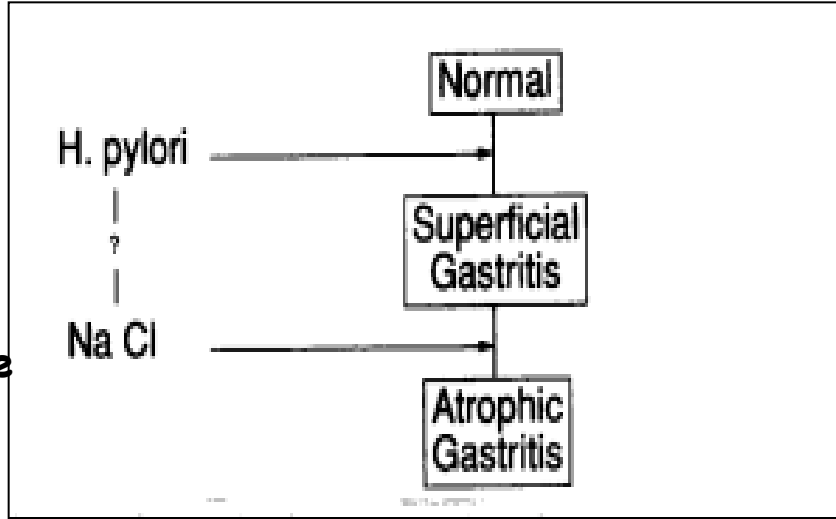 Normal
H. pylori
?
Superficial
Gastritis
Na Cl
e
Atrophic
Gastritis